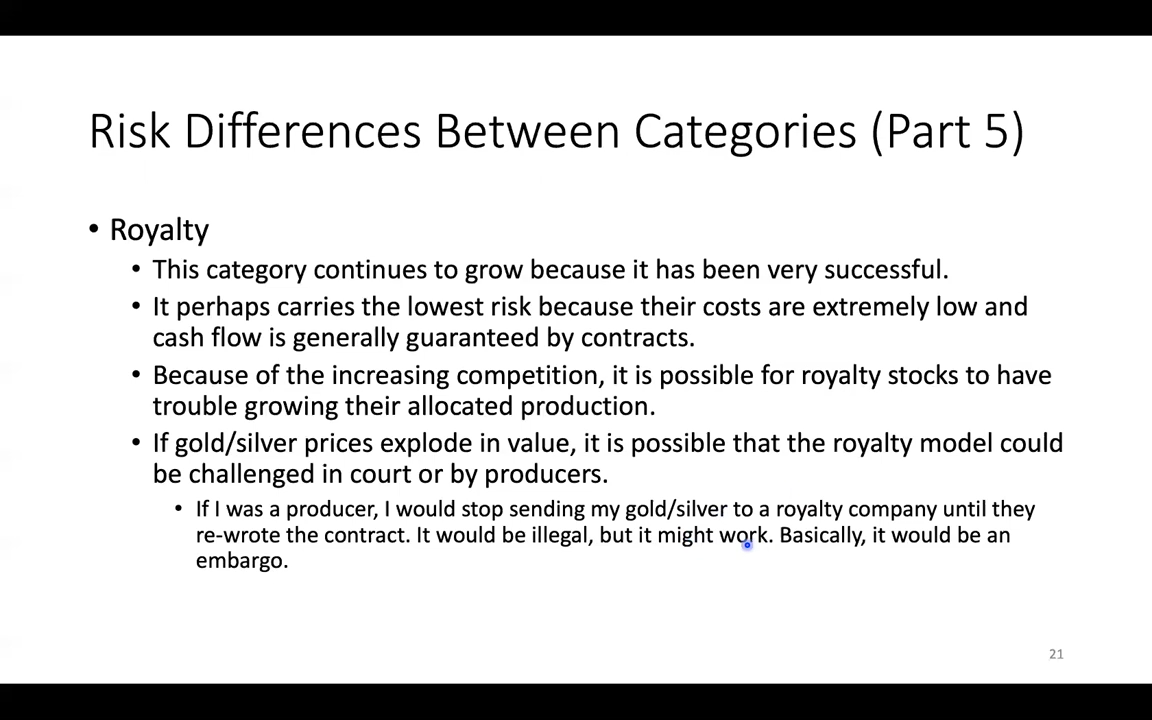 Risk Differences Between Categories (Part 5)
• Royalty
• This category continues to grow because it has been very successful.
• It perhaps carries the lowest risk because their costs are extremely low and
cash flow is generally guaranteed by contracts.
• Because of the increasing competition, it is possible for royalty stocks to have
trouble growing their allocated production.
• If gold/silver prices explode in value, it is possible that the royalty model could
be challenged in court or by producers.
• If I was a producer, I would stop sending my gold/silver to a royalty company until they
re-wrote the contract. It would be illegal, but it might work. Basically, it would be an
embargo.
21